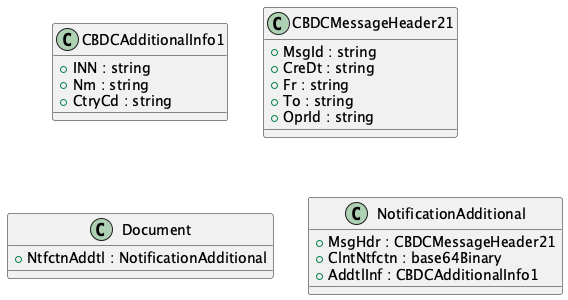 C CBDCAdditionalInfo1
INN : string
Nm : string
CtryCd : string
C CBDCMessageHeader21
MsgId : string
CreDt : string
Fr : string
To : string
OprId : string
C Document
NtfctnAddtl : NotificationAdditional
C NotificationAdditional
MsgHdr : CBDCMessageHeader21
ClntNtfctn : base64Binary
AddtlInf : CBDCAdditionalInfo1